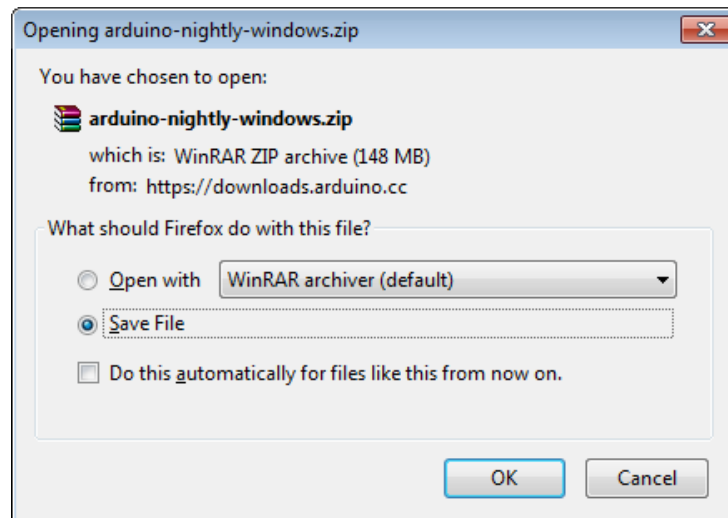 Opening arduino-nightly-windows.zip
You have chosen to open:
arduino-nightly-windows.zip
which is: WinRAR ZIP archive (148 MB)
from: https://downloads.arduino.cc
What should Firefox do with this file?
Open with WinRAR archiver (default)
Save File
Do this automatically for files like this from now on.
OK Cancel